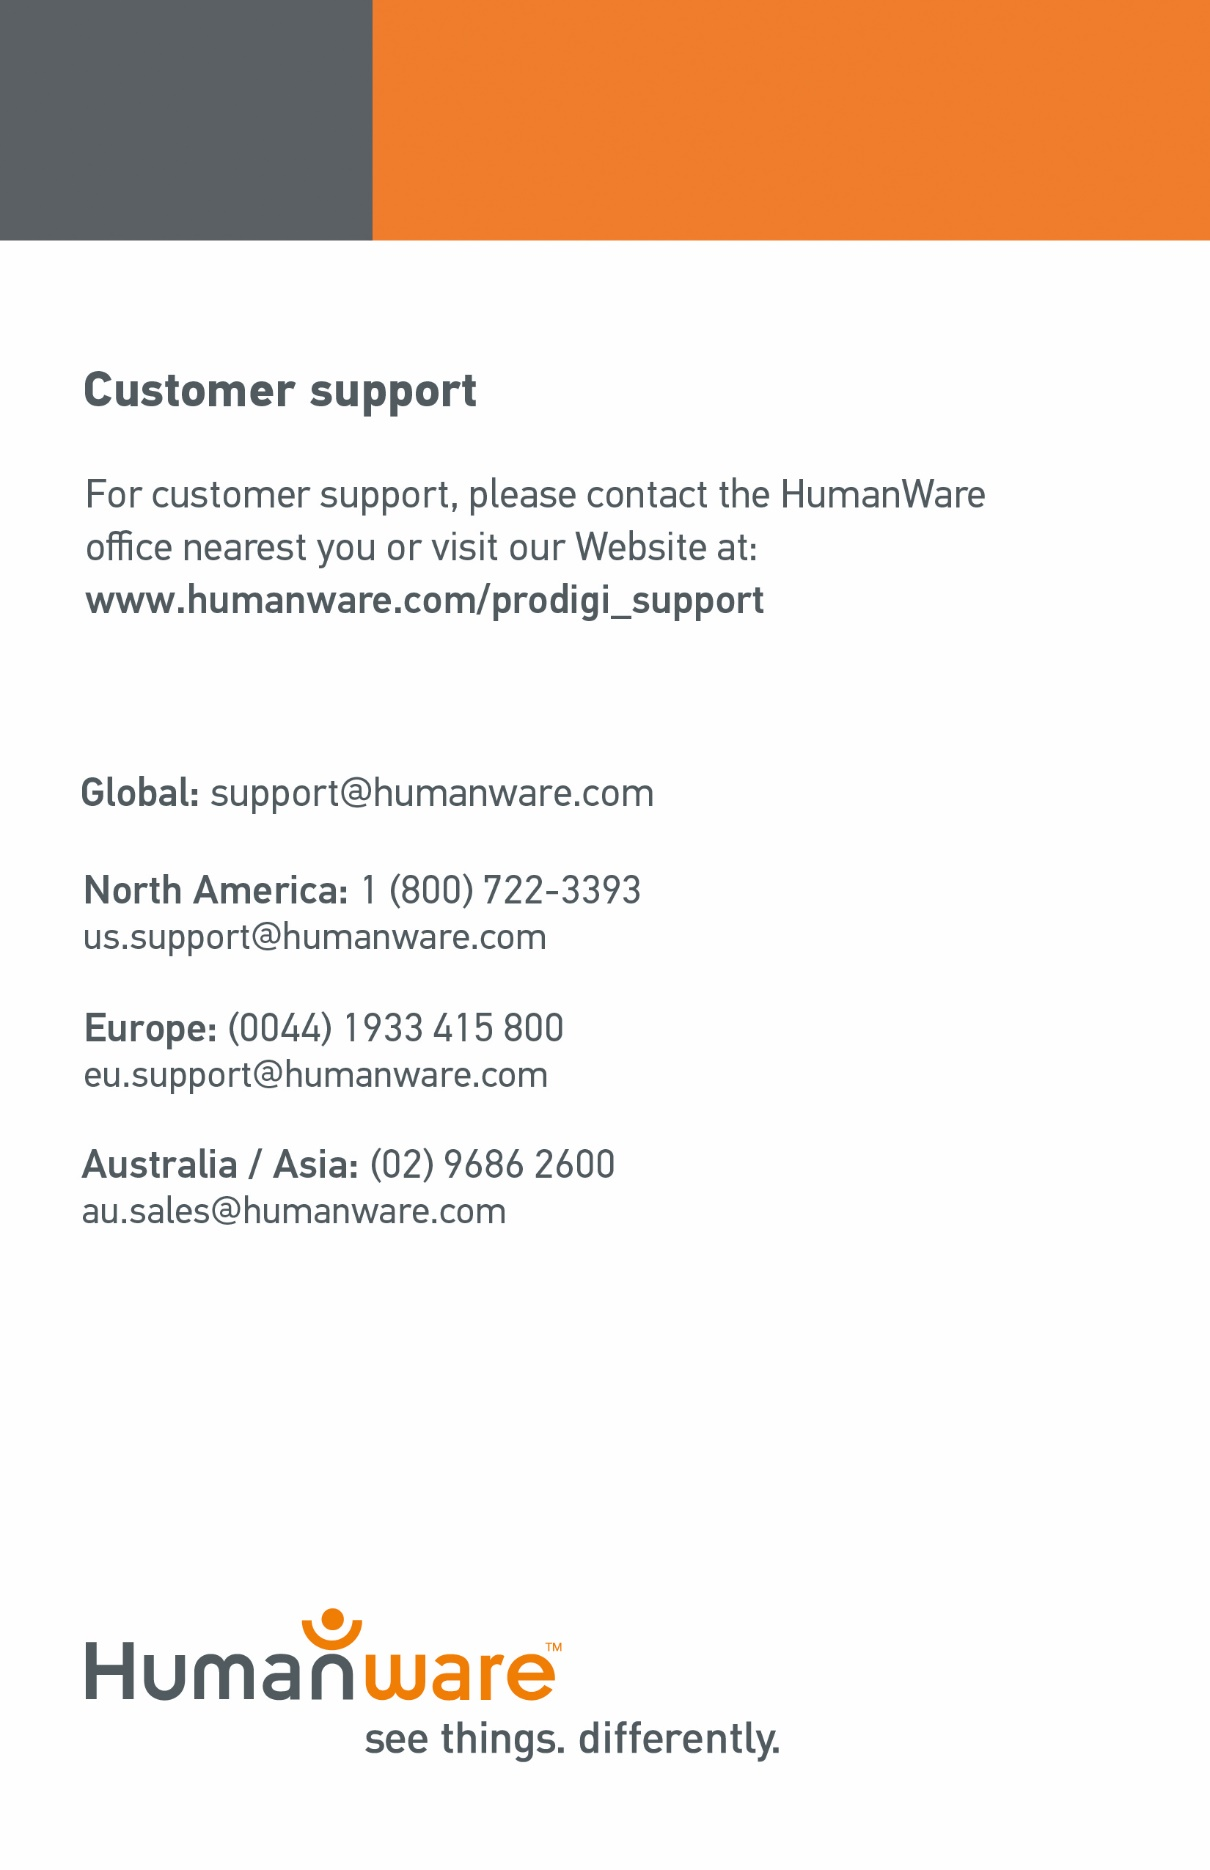 Customer support
For customer support, please contact the HumanWare
office nearest you or visit our Website at:
www.humanware.com/prodigi_support
Global: support@humanware.com
North America: 1 (800) 722-3393
us.support@humanware.com
Europe: (0044) 1933 415 800
eu.support@humanware.com
Australia / Asia: (02) 9686 2600
au.sales@humanware.com
Humanware™
see things. differently.